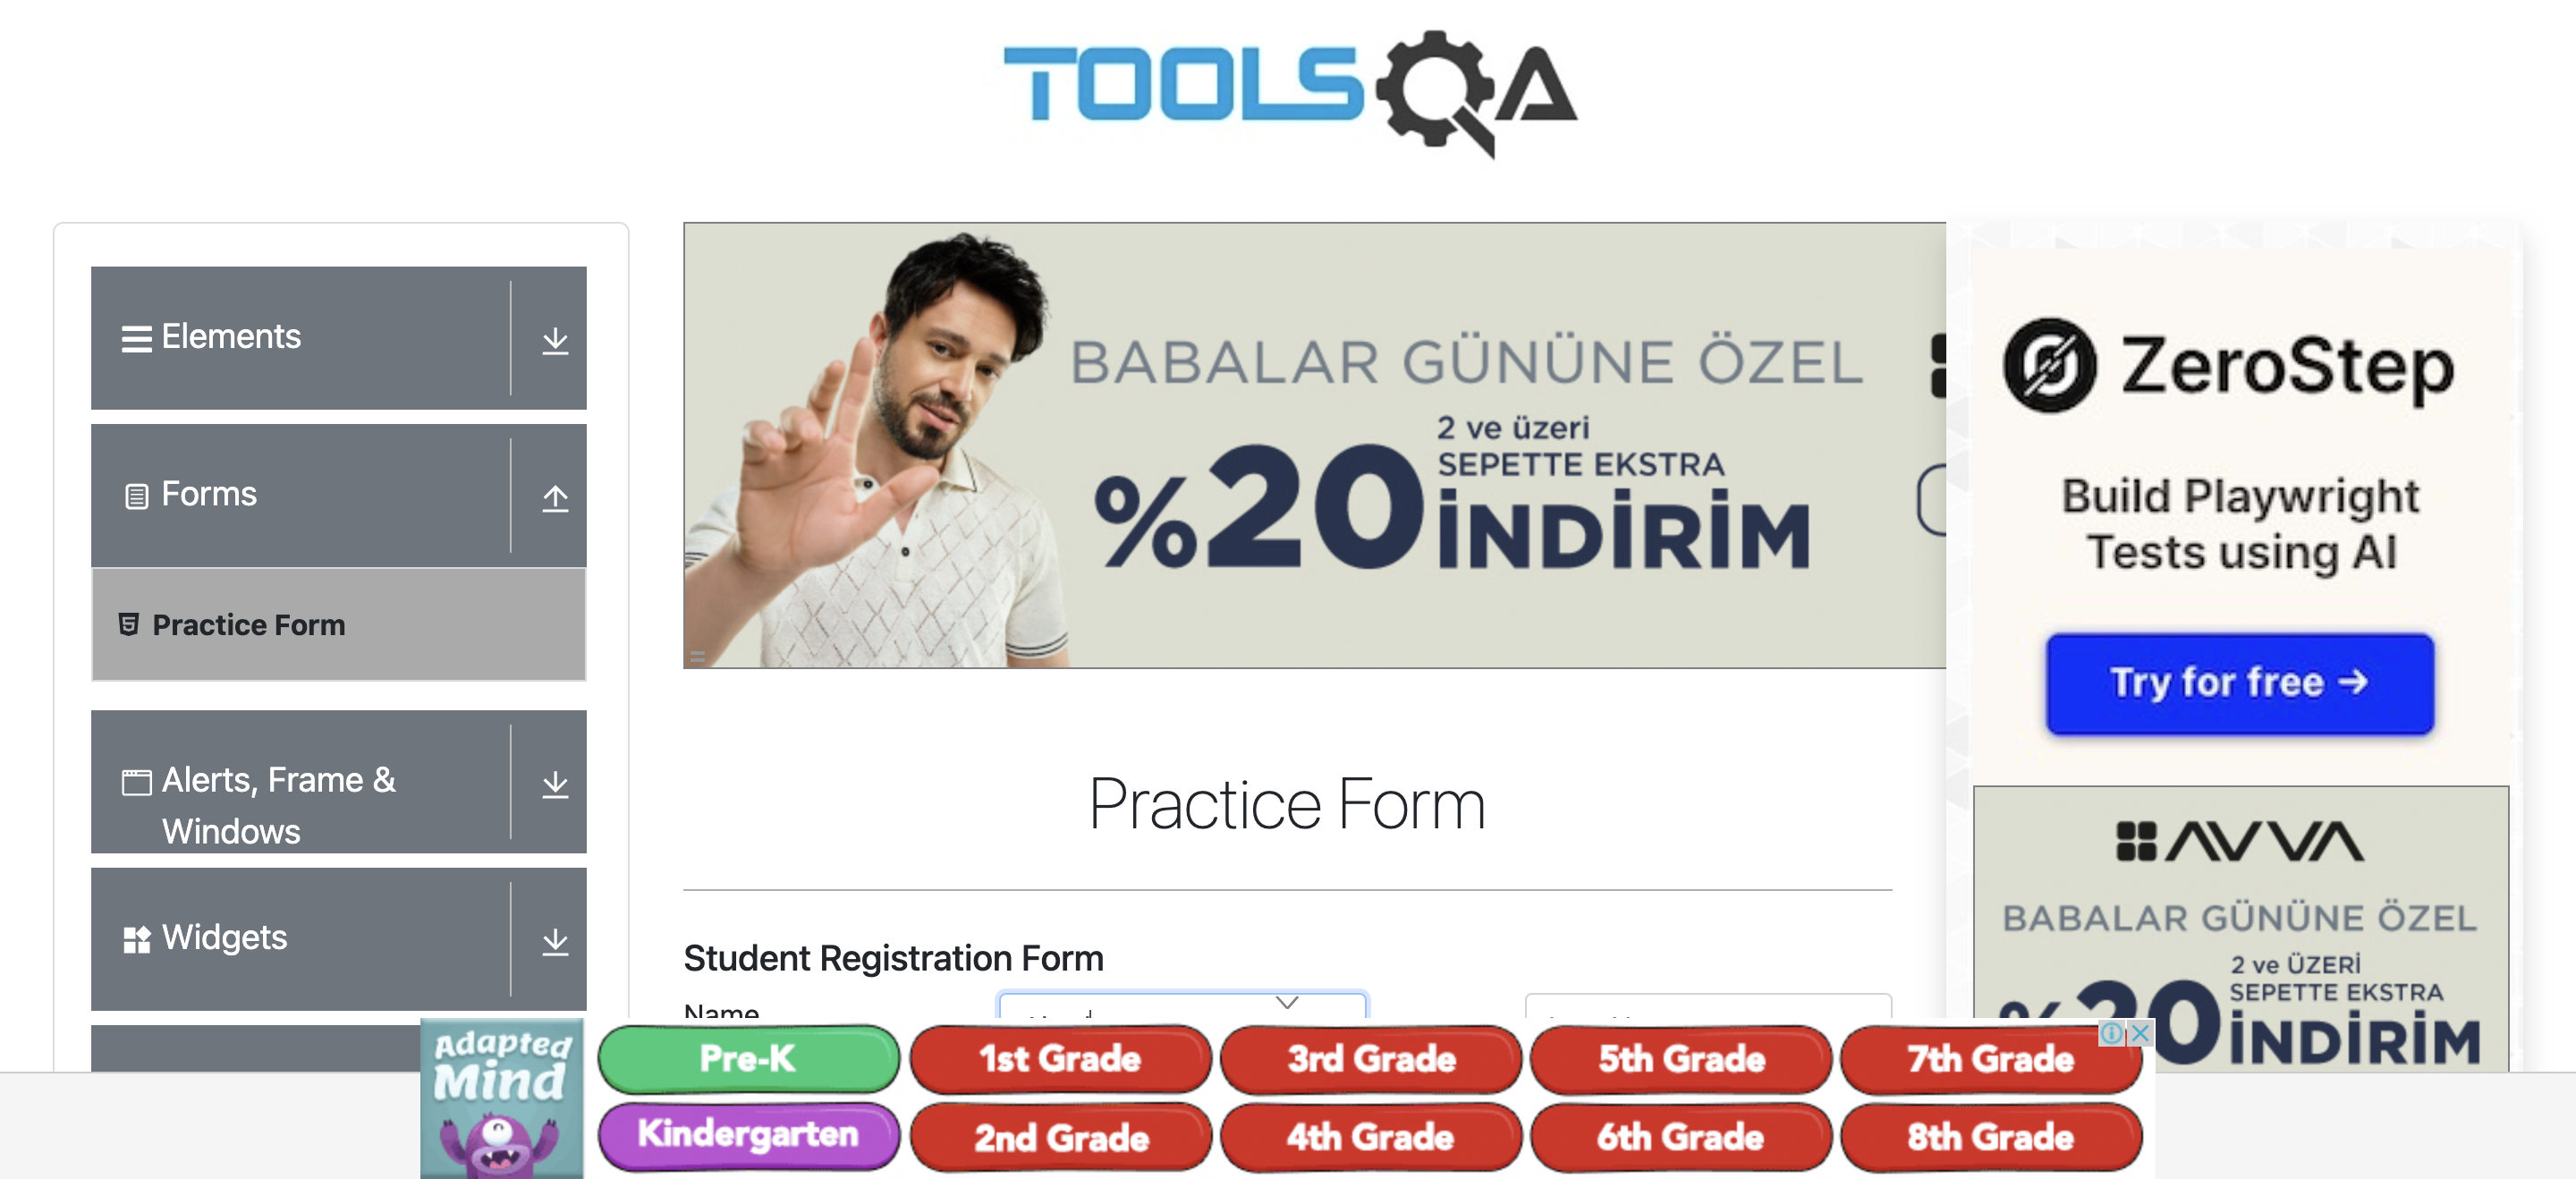 TOOLSQA
Elements
Forms
Practice Form
Alerts, Frame &
Windows
Widgets
BABALAR GÜNÜNE ÖZEL
2 ve üzeri
SEPETTE EKSTRA
%20 İNDİRİM
Practice Form
Student Registration Form
Name
ZeroStep
Build Playwright
Tests using AI
Try for free →
AVVA
BABALAR GÜNÜNE ÖZEL
2 ve ÜZERİ
SEPETTE EKSTRA
%20 İNDİRİM
Adapted
Mind
Pre-K
1st Grade
3rd Grade
5th Grade
7th Grade
Kindergarten
2nd Grade
4th Grade
6th Grade
8th Grade